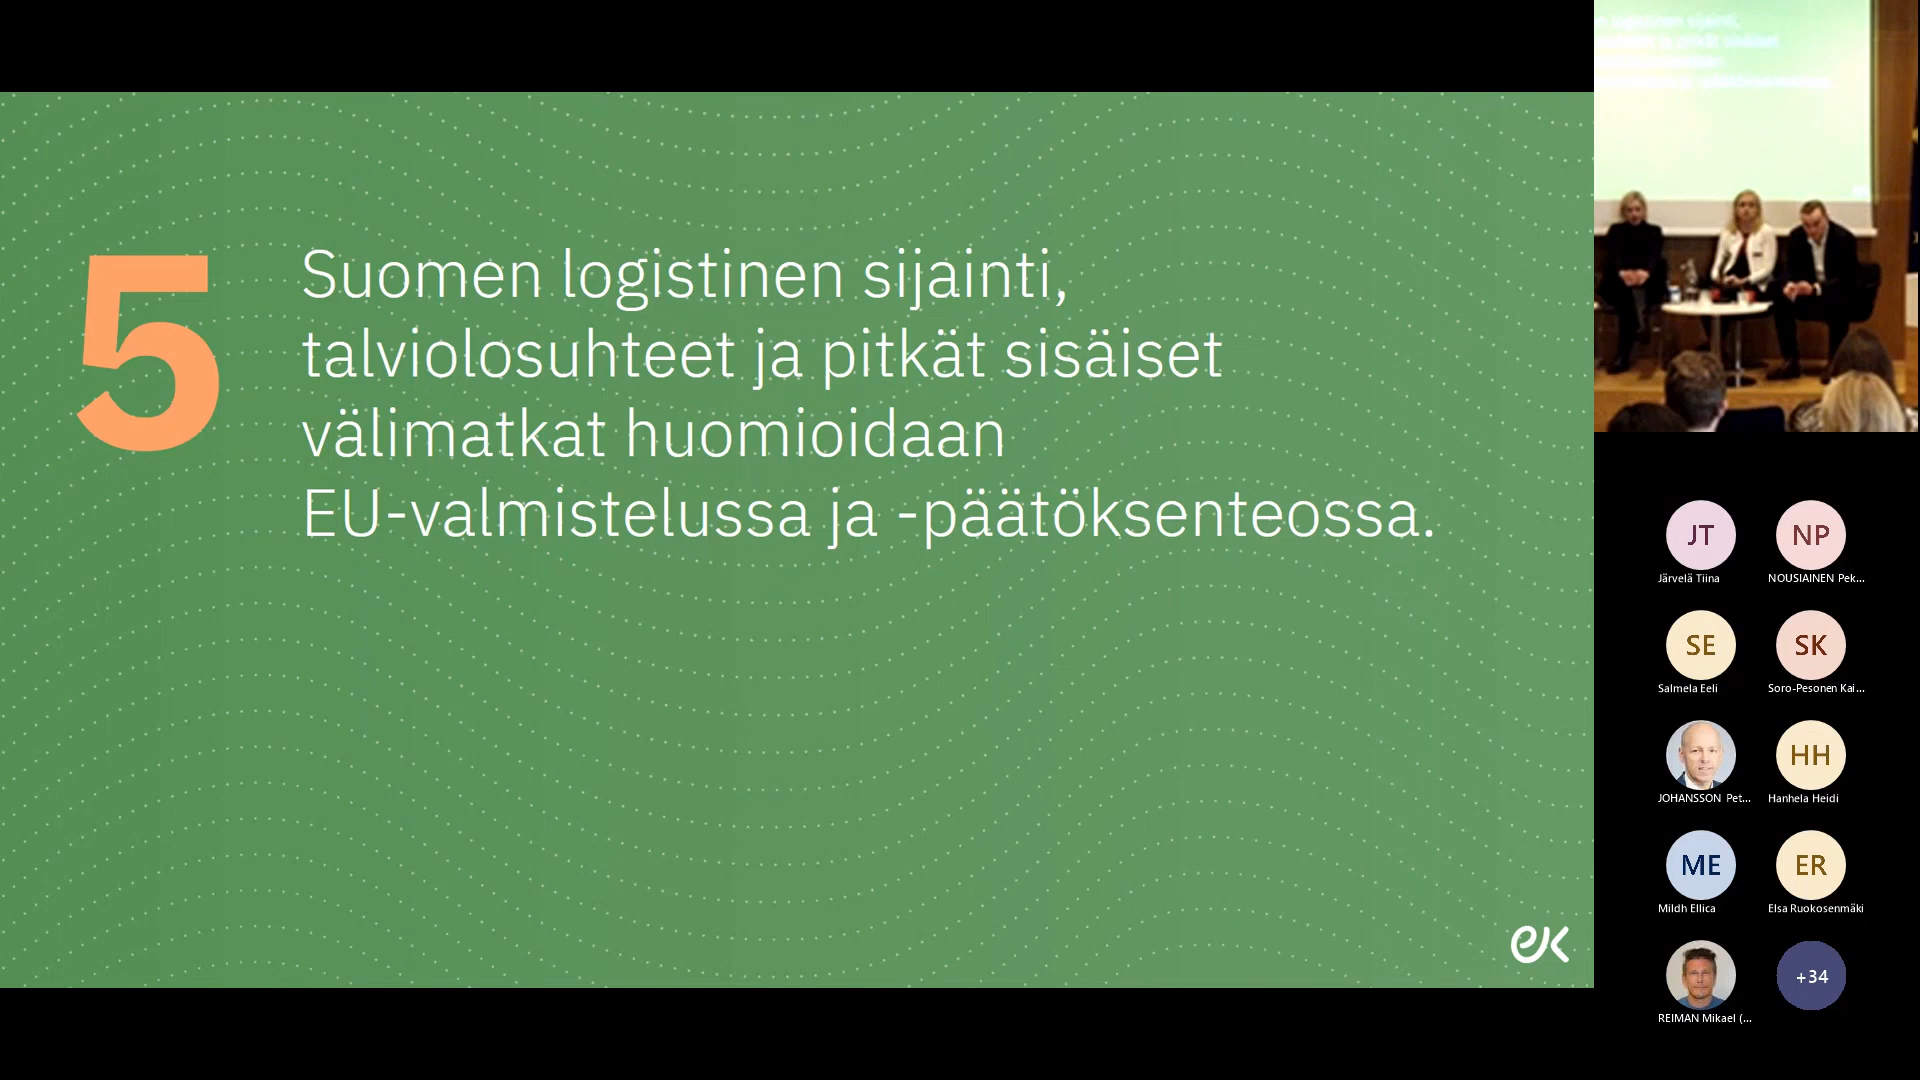 5
Suomen logistinen sijainti,
talviolosuhteet ja pitkät sisäiset
välimatkat huomioidaan
EU-valmistelussa ja -päätöksenteossa.
ek
JT
NP
Järvelä Tiina
NOUSIAINEN Pek...
SE
SK
Salmela Eeli
Soro-Pesonen Kai...
HH
JOHANSSON Pet...
Hanhela Heidi
ME
ER
Mildh Ellica
Elsa Ruokosenmäki
+34
REIMAN Mikael (...